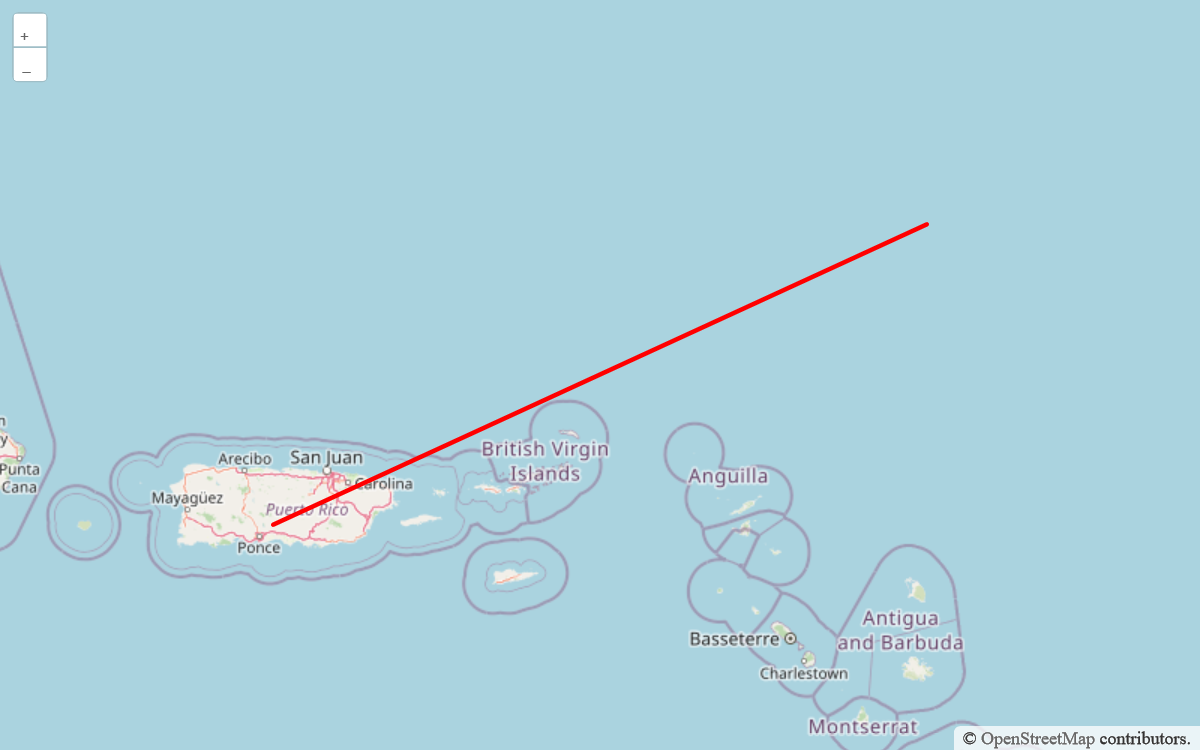 +
–
British Virgin
Islands
San Juan
Arecibo
Carolina
Punta
Cana
Mayagüez
Puerto Rico
Ponce
Anguilla
Antigua
and Barbuda
Basseterre
Charlestown
Montserrat
© OpenStreetMap contributors.